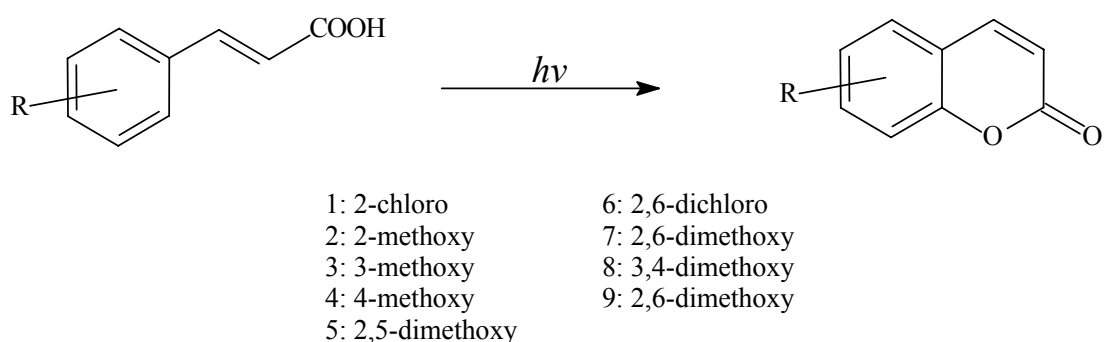 COOH
R
hν
R
O
O
1: 2-chloro
2: 2-methoxy
3: 3-methoxy
4: 4-methoxy
5: 2,5-dimethoxy
6: 2,6-dichloro
7: 2,6-dimethoxy
8: 3,4-dimethoxy
9: 2,6-dimethoxy